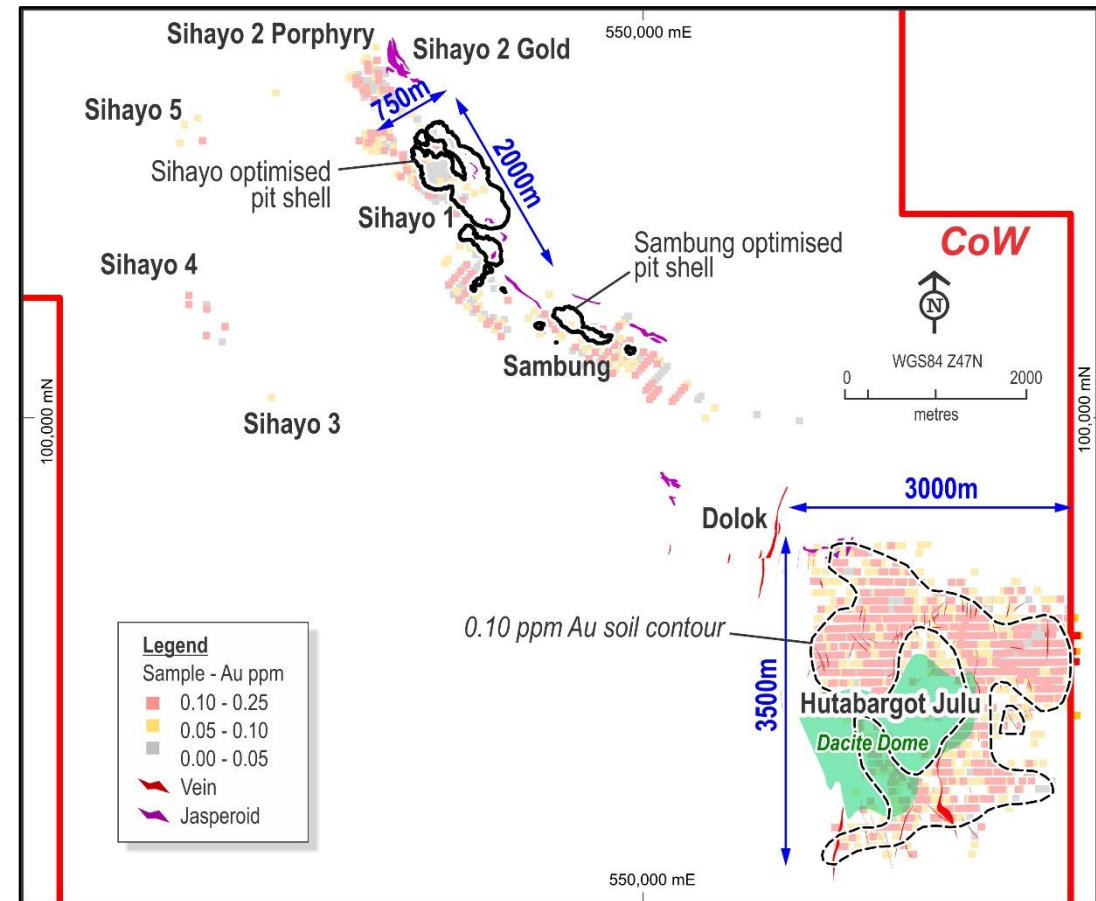 550,000 mE
Sihayo 2 Porphyry
Sihayo 2 Gold
750m
Sihayo 5
2000m
Sihayo optimised
pit shell
Sihayo 1
Sambung optimised
pit shell
CoW
Sihayo 4
N
WGS84 Z47N
0 2000
metres
Sambung
Sihayo 3
100,000 mN
100,000 mN
3000m
Dolok
0.10 ppm Au soil contour
3500m
Hutabargot Julu
Dacite Dome
Legend
Sample - Au ppm
0.10 - 0.25
0.05 - 0.10
0.00 - 0.05
Vein
Jasperoid
550,000 mE